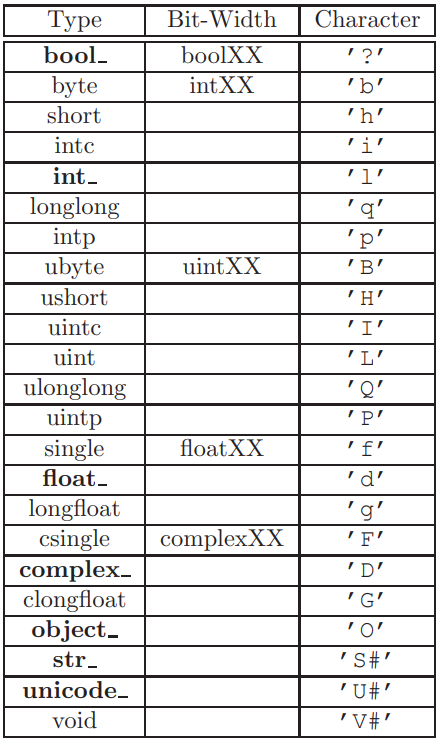 Type Bit-Width Character
bool_ boolXX '?'
byte intXX 'b'
short 'h'
intc 'i'
int_ 'l'
longlong 'q'
intp 'p'
ubyte uintXX 'B'
ushort 'H'
uintc 'I'
uint 'L'
ulonglong 'Q'
uintp 'P'
single floatXX 'f'
float_ 'd'
longfloat 'g'
csingle complexXX 'F'
complex_ 'D'
clongfloat 'G'
object_ 'O'
str_ 'S#'
unicode_ 'U#'
void 'V#'